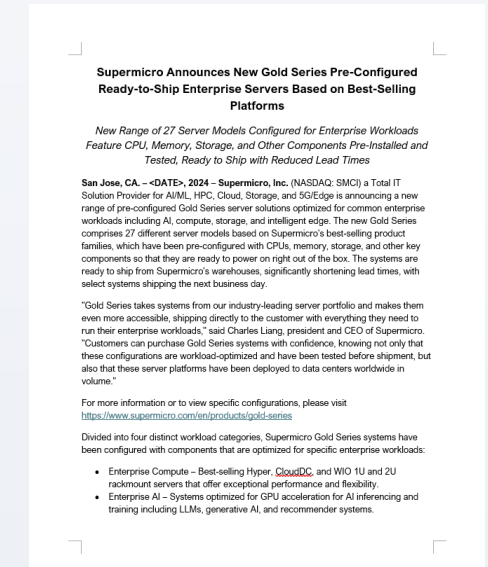 Supermicro Announces New Gold Series Pre-Configured
Ready-to-Ship Enterprise Servers Based on Best-Selling
Platforms
New Range of 27 Server Models Configured for Enterprise Workloads
Feature CPU, Memory, Storage, and Other Components Pre-Installed and
Tested, Ready to Ship with Reduced Lead Times
San Jose, CA. – <DATE>, 2024 – Supermicro, Inc. (NASDAQ: SMCI) a Total IT
Solution Provider for AI/ML, HPC, Cloud, Storage, and 5G/Edge is announcing a new
range of pre-configured Gold Series server solutions optimized for common enterprise
workloads including AI, compute, storage, and intelligent edge. The new Gold Series
comprises 27 different server models based on Supermicro's best-selling product
families, which have been pre-configured with CPUs, memory, storage, and other key
components so that they are ready to power on right out of the box. The systems are
ready to ship from Supermicro's warehouses, significantly shortening lead times, with
select systems shipping the next business day.
"Gold Series takes systems from our industry-leading server portfolio and makes them
even more accessible, shipping directly to the customer with everything they need to
run their enterprise workloads," said Charles Liang, president and CEO of Supermicro.
"Customers can purchase Gold Series systems with confidence, knowing not only that
these configurations are workload-optimized and have been tested before shipment, but
also that these server platforms have been deployed to data centers worldwide in
volume."
For more information or to view specific configurations, please visit
https://www.supermicro.com/en/products/gold-series
Divided into four distinct workload categories, Supermicro Gold Series systems have
been configured with components that are optimized for specific enterprise workloads:
• Enterprise Compute – Best-selling Hyper, CloudDC, and WIO 1U and 2U
rackmount servers that offer exceptional performance and flexibility.
• Enterprise AI – Systems optimized for GPU acceleration for AI inferencing and
training including LLMs, generative AI, and recommender systems.